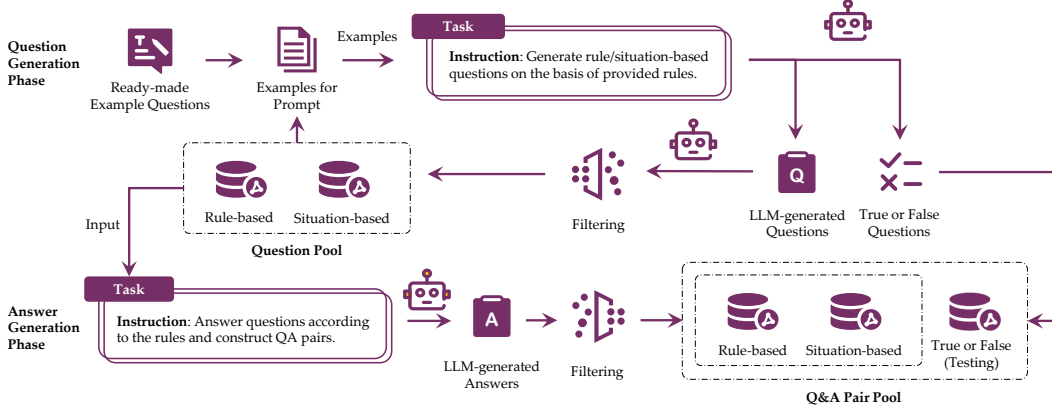 Question
Generation
Phase
Ready-made
Example Questions
Examples for
Prompt
Examples
Task
Instruction: Generate rule/situation-based
questions on the basis of provided rules.
Q
LLM-generated
Questions
True or False
Questions
Filtering
Rule-based
Situation-based
Question Pool
Input
Answer
Generation
Phase
Task
Instruction: Answer questions according
to the rules and construct QA pairs.
A
LLM-generated
Answers
Filtering
Rule-based
Situation-based
True or False
(Testing)
Q&A Pair Pool